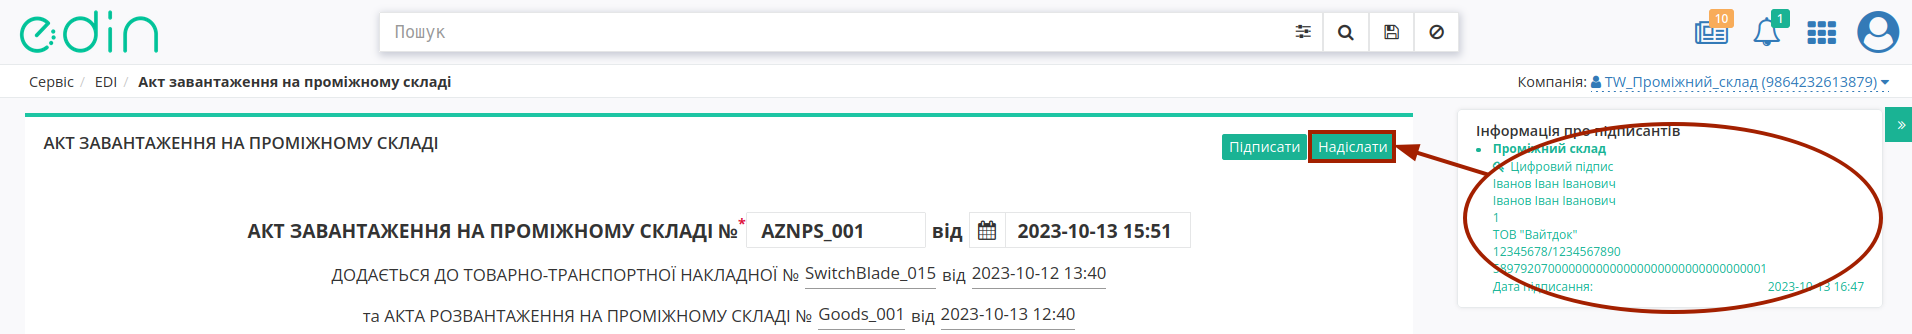 edin
Пошук
10
1
Сервіс / EDI / Акт завантаження на проміжному складі
Компанія: TW_Проміжний_склад (9864232613879)
АКТ ЗАВАНТАЖЕННЯ НА ПРОМІЖНОМУ СКЛАДІ
Підписати
Надіслати
АКТ ЗАВАНТАЖЕННЯ НА ПРОМІЖНОМУ СКЛАДІ №* AZNPS_001 від 2023-10-13 15:51
ДОДАЄТЬСЯ ДО ТОВАРНО-ТРАНСПОРТНОЇ НАКЛАДНОЇ № SwitchBlade_015 від 2023-10-12 13:40
та АКТА РОЗВАНТАЖЕННЯ НА ПРОМІЖНОМУ СКЛАДІ № Goods_001 від 2023-10-13 12:40
»
Інформація про підписантів
Проміжний склад
Цифровий підпис
Іванов Іван Іванович
Іванов Іван Іванович
1
ТОВ "Вайтдок"
12345678/1234567890
Дата підписання: 2023-10-13 16:47